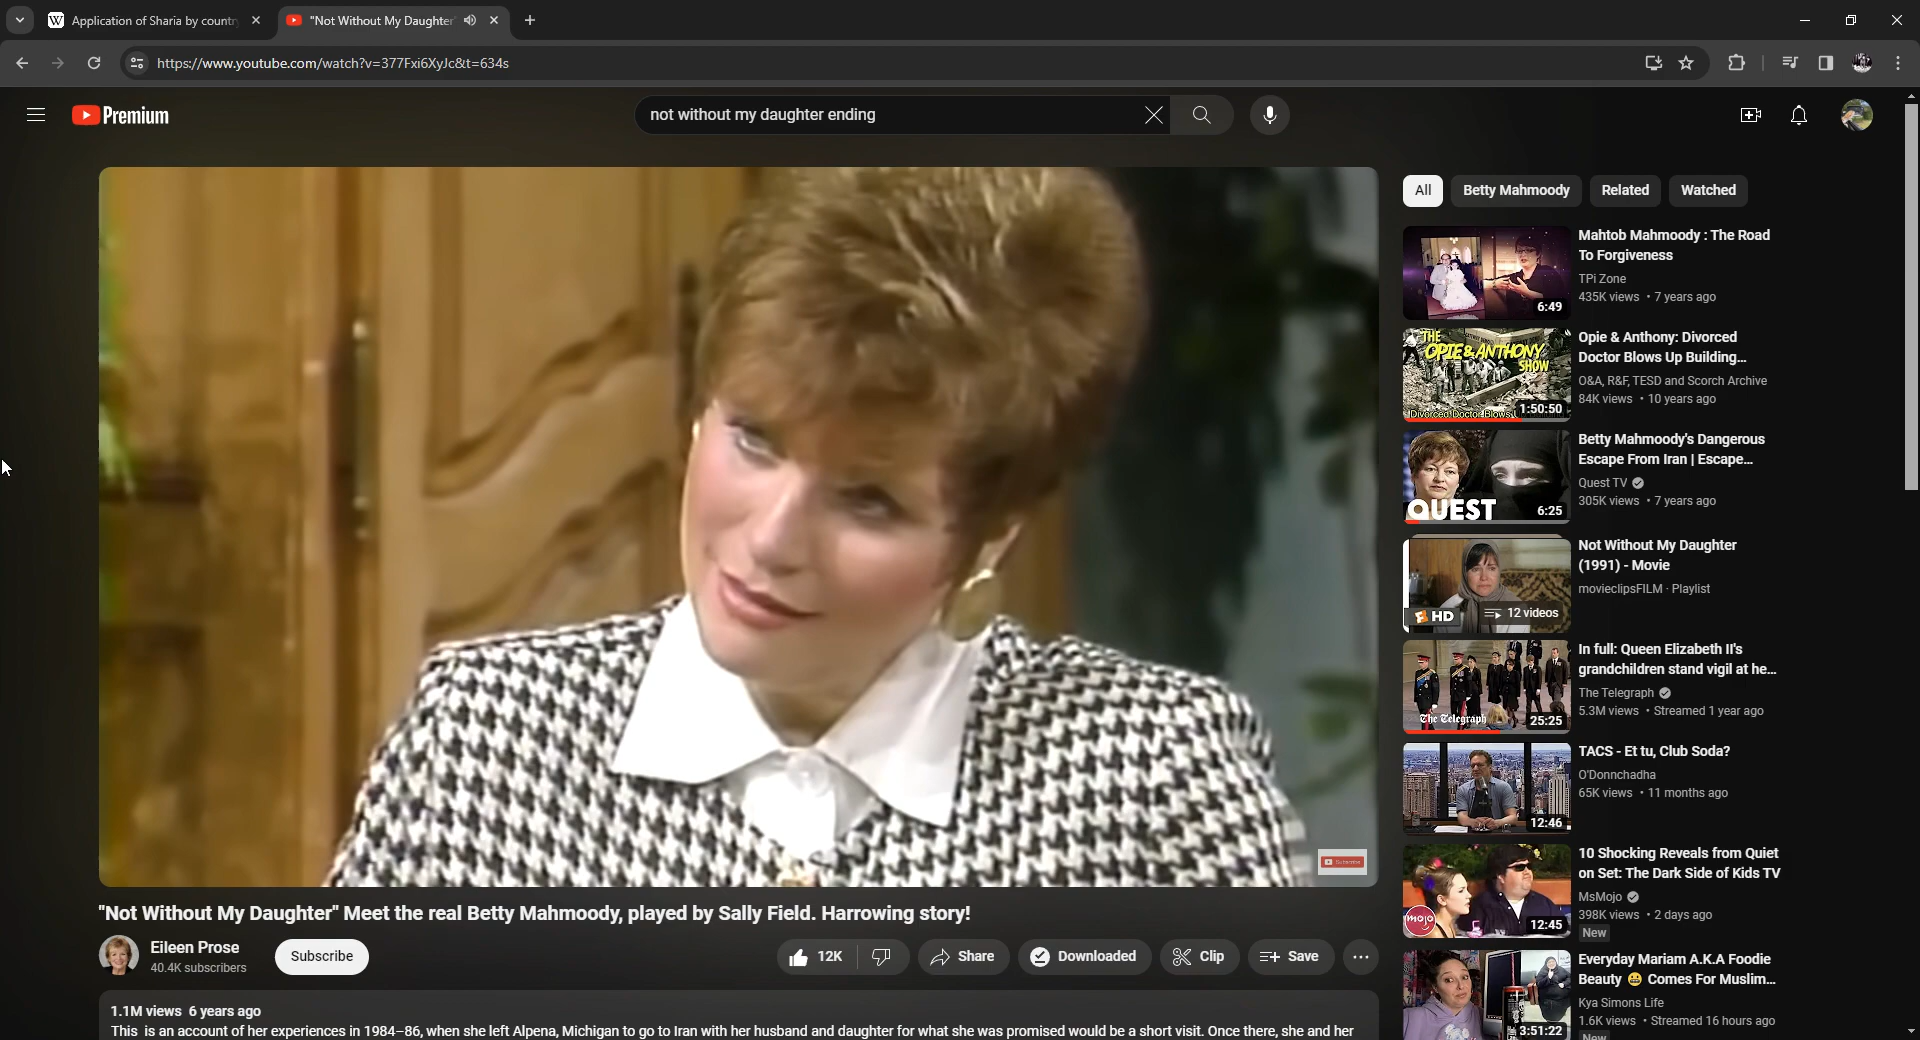 Application of Sharia by countr
"Not Without My Daughter"
https://www.youtube.com/watch?v=377Fxi6XyJc&t=634s
Premium
not without my daughter ending
Subscribe
"Not Without My Daughter" Meet the real Betty Mahmoody, played by Sally Field. Harrowing story!
Eileen Prose
40.4K subscribers
Subscribe
12K
Share
Downloaded
Clip
Save
1.1M views 6 years ago
This is an account of her experiences in 1984–86, when she left Alpena, Michigan to go to Iran with her husband and daughter for what she was promised would be a short visit. Once there, she and her
All
Betty Mahmoody
Related
Watched
6:49
Mahtob Mahmoody : The Road
To Forgiveness
TPi Zone
435K views • 7 years ago
THE
OPIE & ANTHONY
SHOW
Divorced Doctor Blows U
1:50:50
Opie & Anthony: Divorced
Doctor Blows Up Building...
O&A, R&F, TESD and Scorch Archive
84K views • 10 years ago
QUEST
6:25
Betty Mahmoody's Dangerous
Escape From Iran | Escape...
Quest TV
305K views • 7 years ago
HD
12 videos
Not Without My Daughter
(1991) - Movie
movieclipsFILM · Playlist
The Telegraph
25:25
In full: Queen Elizabeth II's
grandchildren stand vigil at he...
The Telegraph
5.3M views • Streamed 1 year ago
12:46
TACS - Et tu, Club Soda?
O'Donnchadha
65K views • 11 months ago
mojo
12:45
10 Shocking Reveals from Quiet
on Set: The Dark Side of Kids TV
MsMojo
398K views • 2 days ago
New
3:51:22
Everyday Mariam A.K.A Foodie
Beauty 😬 Comes For Muslim...
Kya Simons Life
1.6K views • Streamed 16 hours ago
New